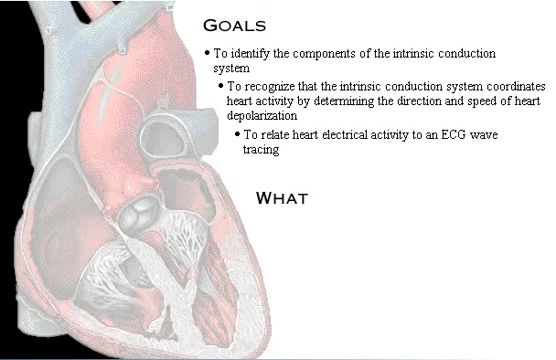 GOALS
• To identify the components of the intrinsic conduction
system
• To recognize that the intrinsic conduction system coordinates
heart activity by determining the direction and speed of heart
depolarization
• To relate heart electrical activity to an ECG wave
tracing
WHAT